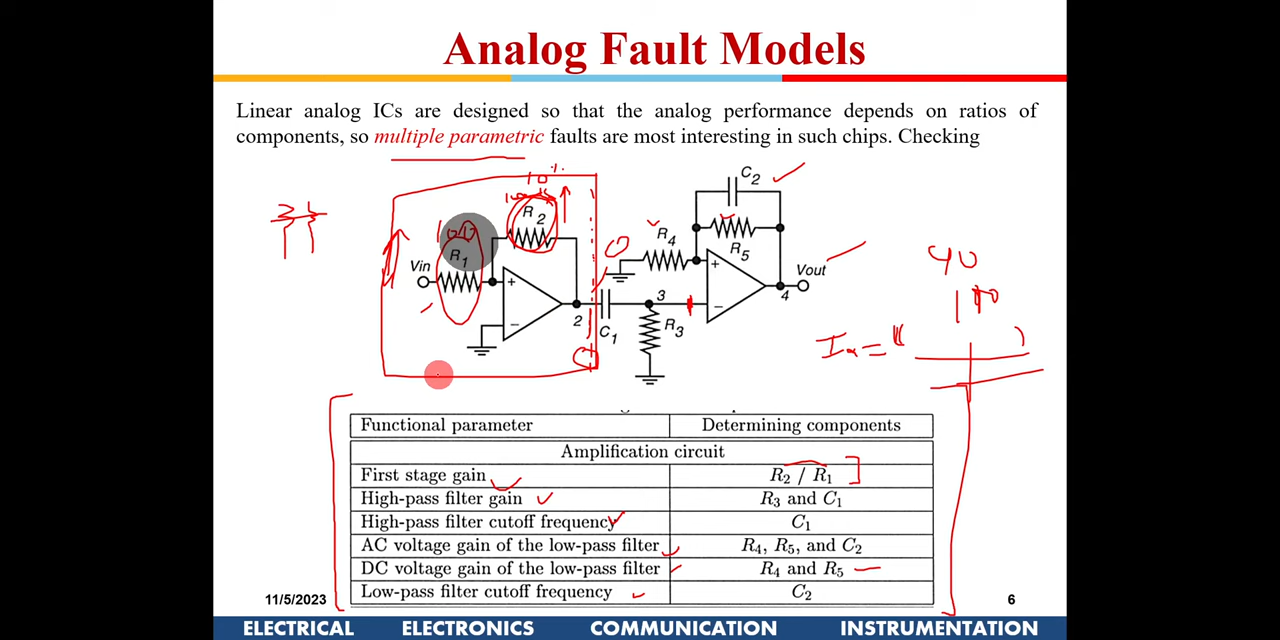 Analog Fault Models
Linear analog ICs are designed so that the analog performance depends on ratios of
components, so multiple parametric faults are most interesting in such chips. Checking
10%
C2
R2
R4
R5
R1
Vin
Vout
+
+
−
−
2
C1
3
R3
4
40
Functional parameter Determining components
Amplification circuit
First stage gain R2 / R1
High-pass filter gain R3 and C1
High-pass filter cutoff frequency C1
AC voltage gain of the low-pass filter R4, R5, and C2
DC voltage gain of the low-pass filter R4 and R5
Low-pass filter cutoff frequency C2
11/5/2023 6
ELECTRICAL ELECTRONICS COMMUNICATION INSTRUMENTATION